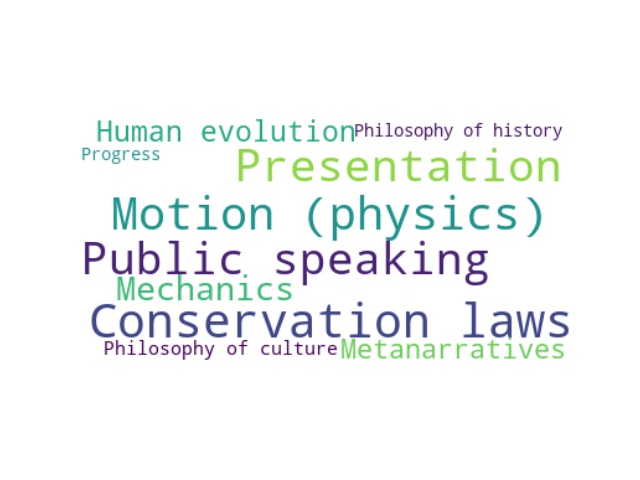 Human evolution Philosophy of history
Progress
Presentation
Motion (physics)
Public speaking
Mechanics
Conservation laws
Philosophy of culture Metanarratives